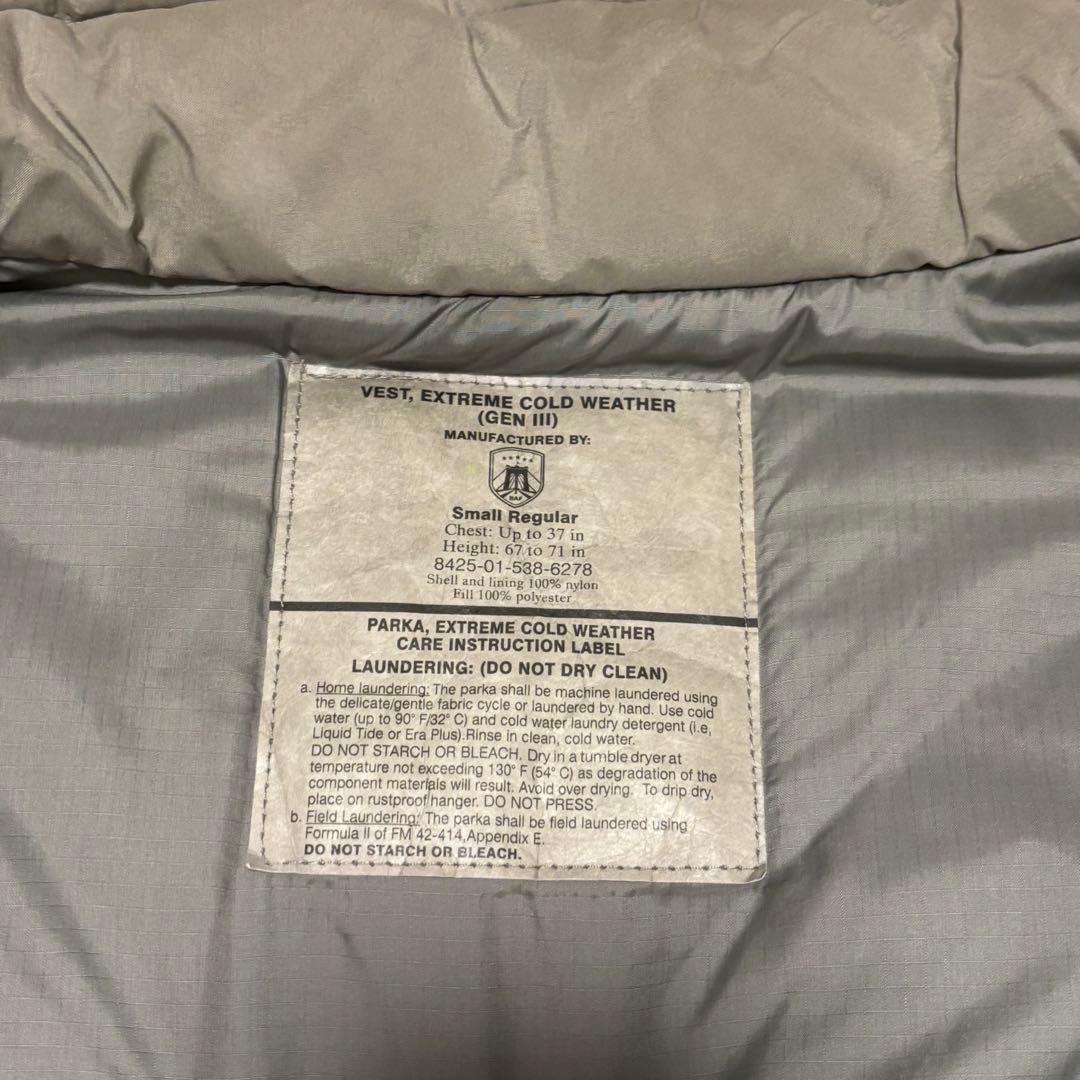 VEST, EXTREME COLD WEATHER
(GEN III)
MANUFACTURED BY:
BAF
Small Regular
Chest: Up to 37 in
Height: 67 to 71 in
8425-01-538-6278
Shell and lining 100% nylon
Fill 100% polyester
PARKA, EXTREME COLD WEATHER
CARE INSTRUCTION LABEL
LAUNDERING: (DO NOT DRY CLEAN)
a. Home laundering: The parka shall be machine laundered using
the delicate/gentle fabric cycle or laundered by hand. Use cold
water (up to 90° F/32° C) and cold water laundry detergent (i.e,
Liquid Tide or Era Plus).Rinse in clean, cold water.
DO NOT STARCH OR BLEACH. Dry in a tumble dryer at
temperature not exceeding 130° F (54° C) as degradation of the
component materials will result. Avoid over drying. To drip dry,
place on rustproof hanger. DO NOT PRESS.
b. Field Laundering: The parka shall be field laundered using
Formula II of FM 42-414,Appendix E.
DO NOT STARCH OR BLEACH.